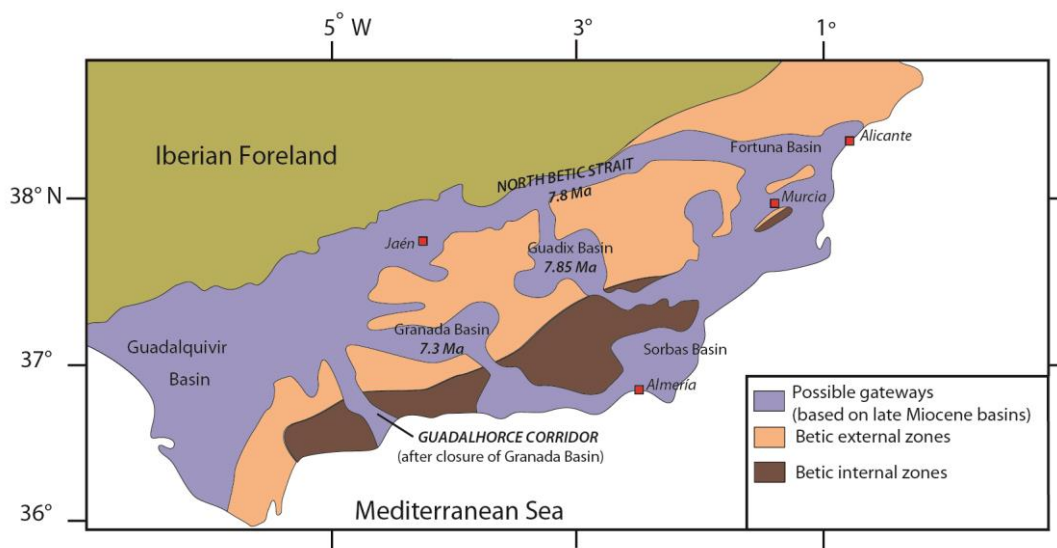 5° W
3°
1°
38° N
37°
36°
Iberian Foreland
NORTH BETIC STRAIT
7.8 Ma
Fortuna Basin
Alicante
Murcia
Jaén
Guadix Basin
7.85 Ma
Granada Basin
7.3 Ma
Guadalquivir
Basin
Sorbas Basin
Almería
GUADALHORCE CORRIDOR
(after closure of Granada Basin)
Mediterranean Sea
Possible gateways
(based on late Miocene basins)
Betic external zones
Betic internal zones